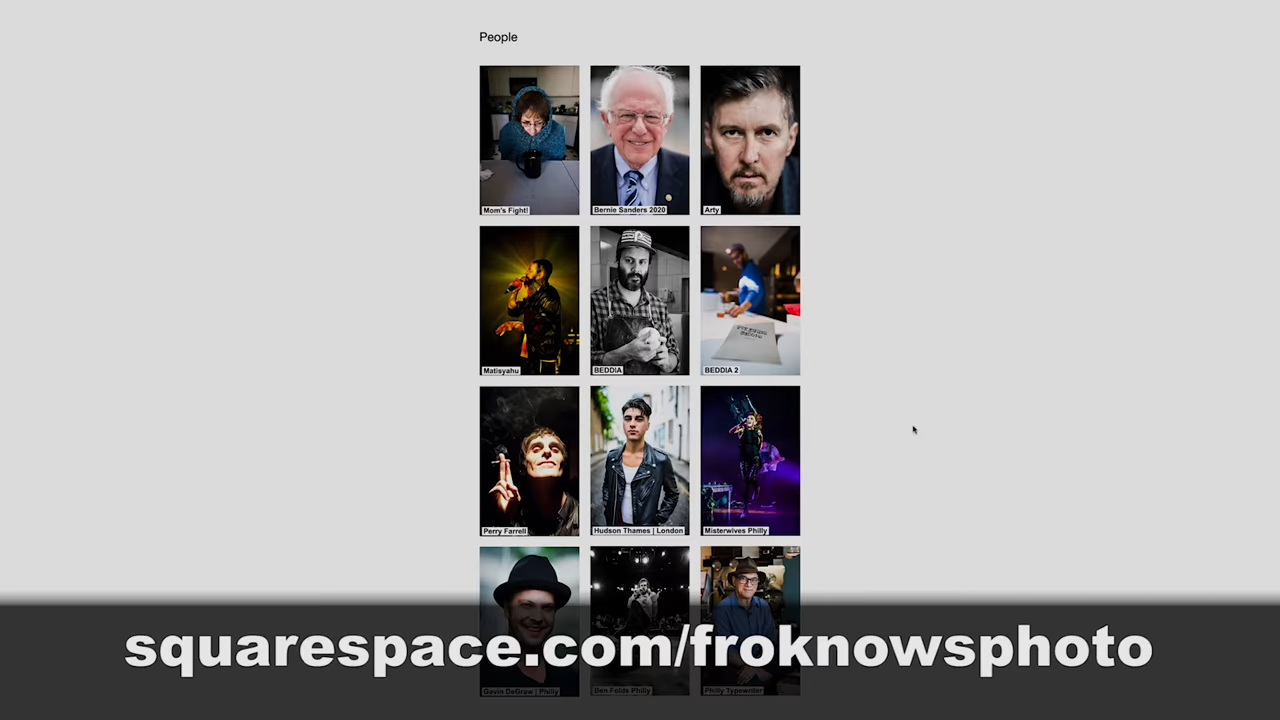 People
Mom's Fight!
Bernie Sanders 2020
Arty
Matisyahu
BEDDIA
BEDDIA 2
Perry Farrell
Hudson Thames | London
Misterwives Philly
Gavin DeGraw | Philly
Ben Folds Philly
Philly Typewriter
squarespace.com/froknowsphoto